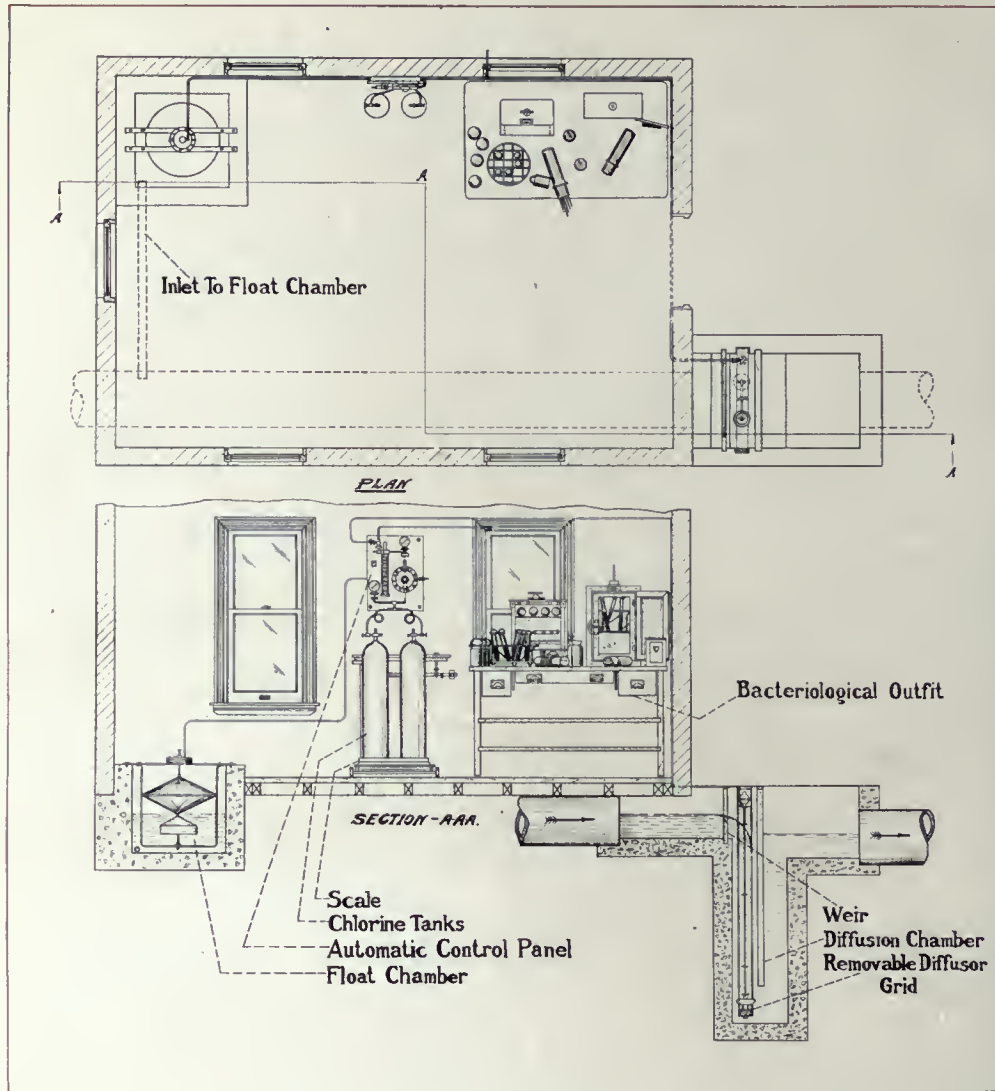 A
A
Inlet To Float Chamber
A
PLAN
Bacteriological Outfit
SECTION-AAA.
Scale
Chlorine Tanks
Automatic Control Panel
Float Chamber
Weir
Diffusion Chamber
Removable Diffusor
Grid